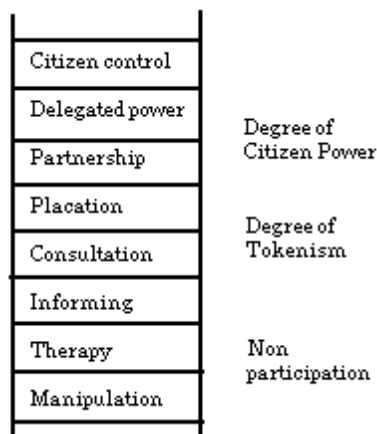 Citizen control
Delegated power
Partnership
Placation
Consultation
Informing
Therapy
Manipulation
Degree of
Citizen Power
Degree of
Tokenism
Non
participation